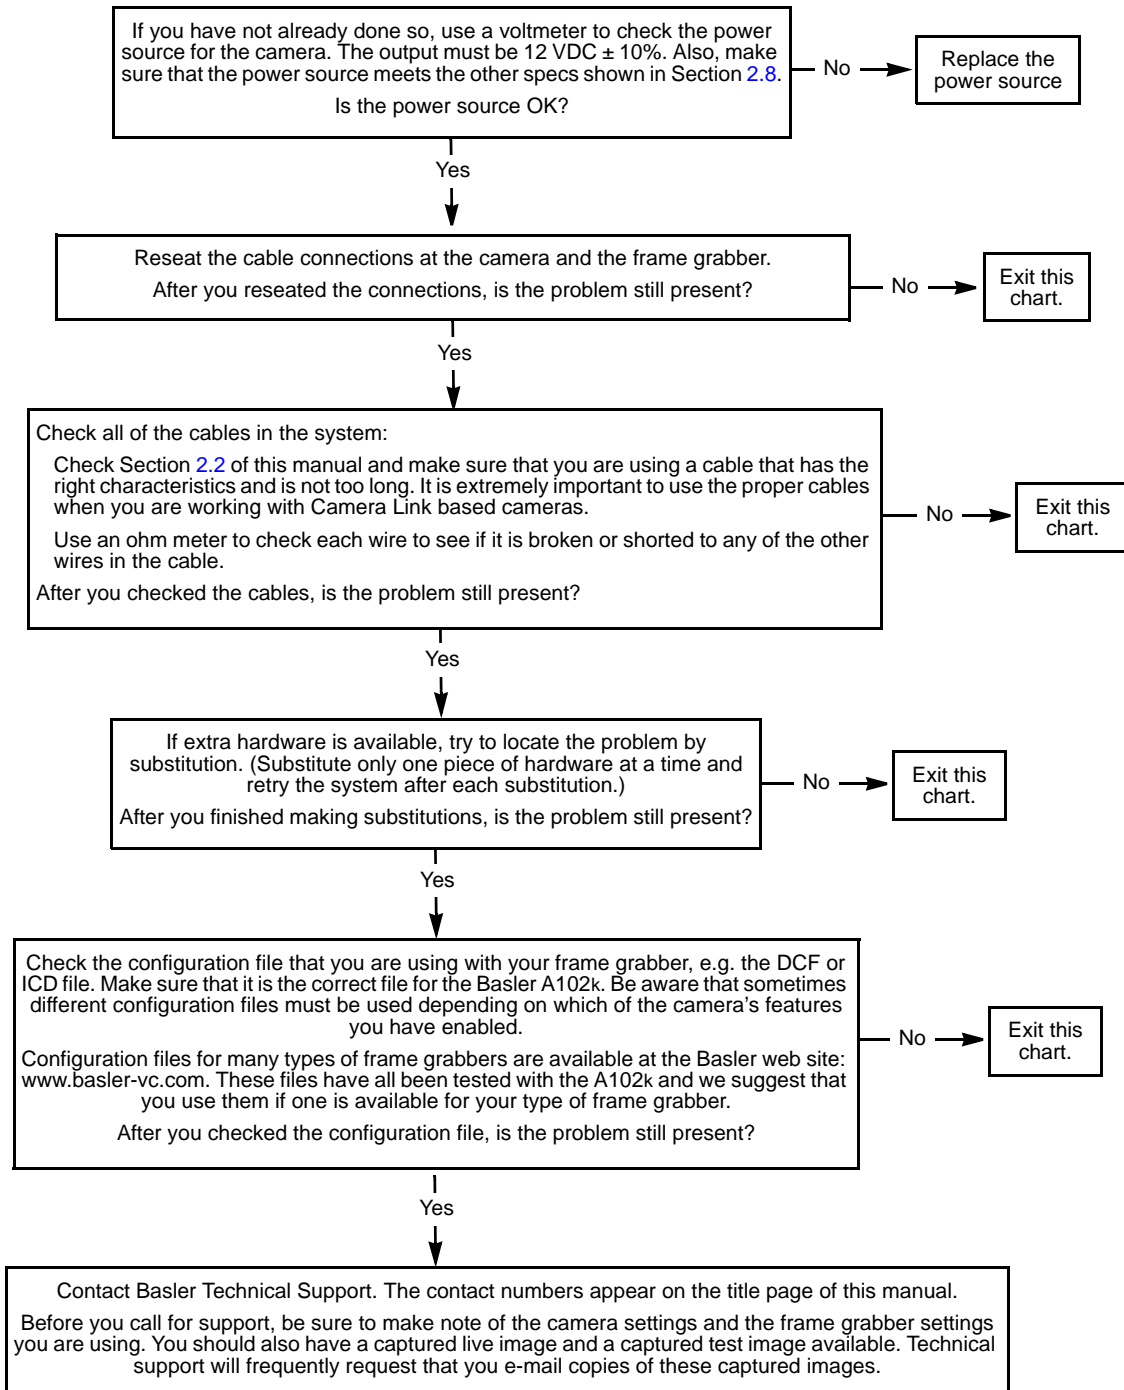 If you have not already done so, use a voltmeter to check the power
source for the camera. The output must be 12 VDC ± 10%. Also, make
sure that the power source meets the other specs shown in Section 2.8.
Is the power source OK?
No
Replace the
power source
Yes
Reseat the cable connections at the camera and the frame grabber.
After you reseated the connections, is the problem still present?
No
Exit this
chart.
Yes
Check all of the cables in the system:
Check Section 2.2 of this manual and make sure that you are using a cable that has the
right characteristics and is not too long. It is extremely important to use the proper cables
when you are working with Camera Link based cameras.
Use an ohm meter to check each wire to see if it is broken or shorted to any of the other
wires in the cable.
After you checked the cables, is the problem still present?
No
Exit this
chart.
Yes
If extra hardware is available, try to locate the problem by
substitution. (Substitute only one piece of hardware at a time and
retry the system after each substitution.)
After you finished making substitutions, is the problem still present?
No
Exit this
chart.
Yes
Check the configuration file that you are using with your frame grabber, e.g. the DCF or
ICD file. Make sure that it is the correct file for the Basler A102k. Be aware that sometimes
different configuration files must be used depending on which of the camera’s features
you have enabled.
Configuration files for many types of frame grabbers are available at the Basler web site:
www.basler-vc.com. These files have all been tested with the A102k and we suggest that
you use them if one is available for your type of frame grabber.
After you checked the configuration file, is the problem still present?
No
Exit this
chart.
Yes
Contact Basler Technical Support. The contact numbers appear on the title page of this manual.
Before you call for support, be sure to make note of the camera settings and the frame grabber settings
you are using. You should also have a captured live image and a captured test image available. Technical
support will frequently request that you e-mail copies of these captured images.